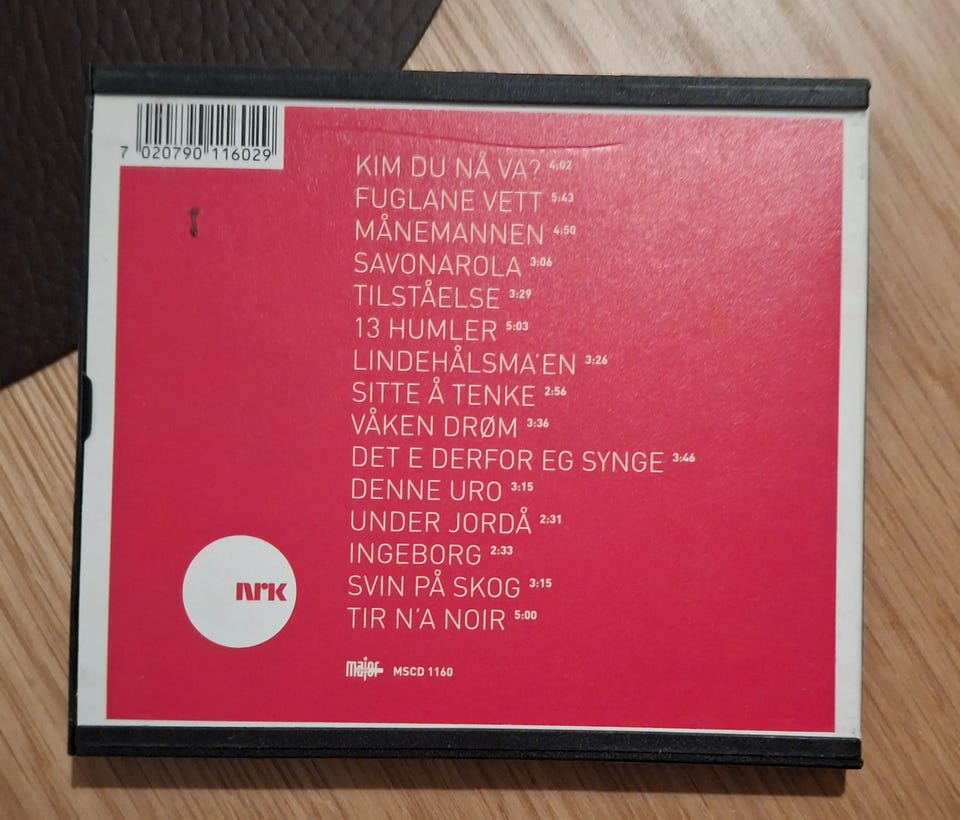 7 020790 116029
KIM DU NÅ VA? 4:02
FUGLANE VETT 5:43
MÅNEMANNEN 4:50
SAVONAROLA 3:06
TILSTÅELSE 3:29
13 HUMLER 5:03
LINDEHÅLSMA'EN 3:26
SITTE Å TENKE 2:56
VÅKEN DRØM 3:36
DET E DERFOR EG SYNGE 3:46
DENNE URO 3:15
UNDER JORDÅ 2:31
INGEBORG 2:33
SVIN PÅ SKOG 3:15
TIR N'A NOIR 5:00
NRK
major MSCD 1160